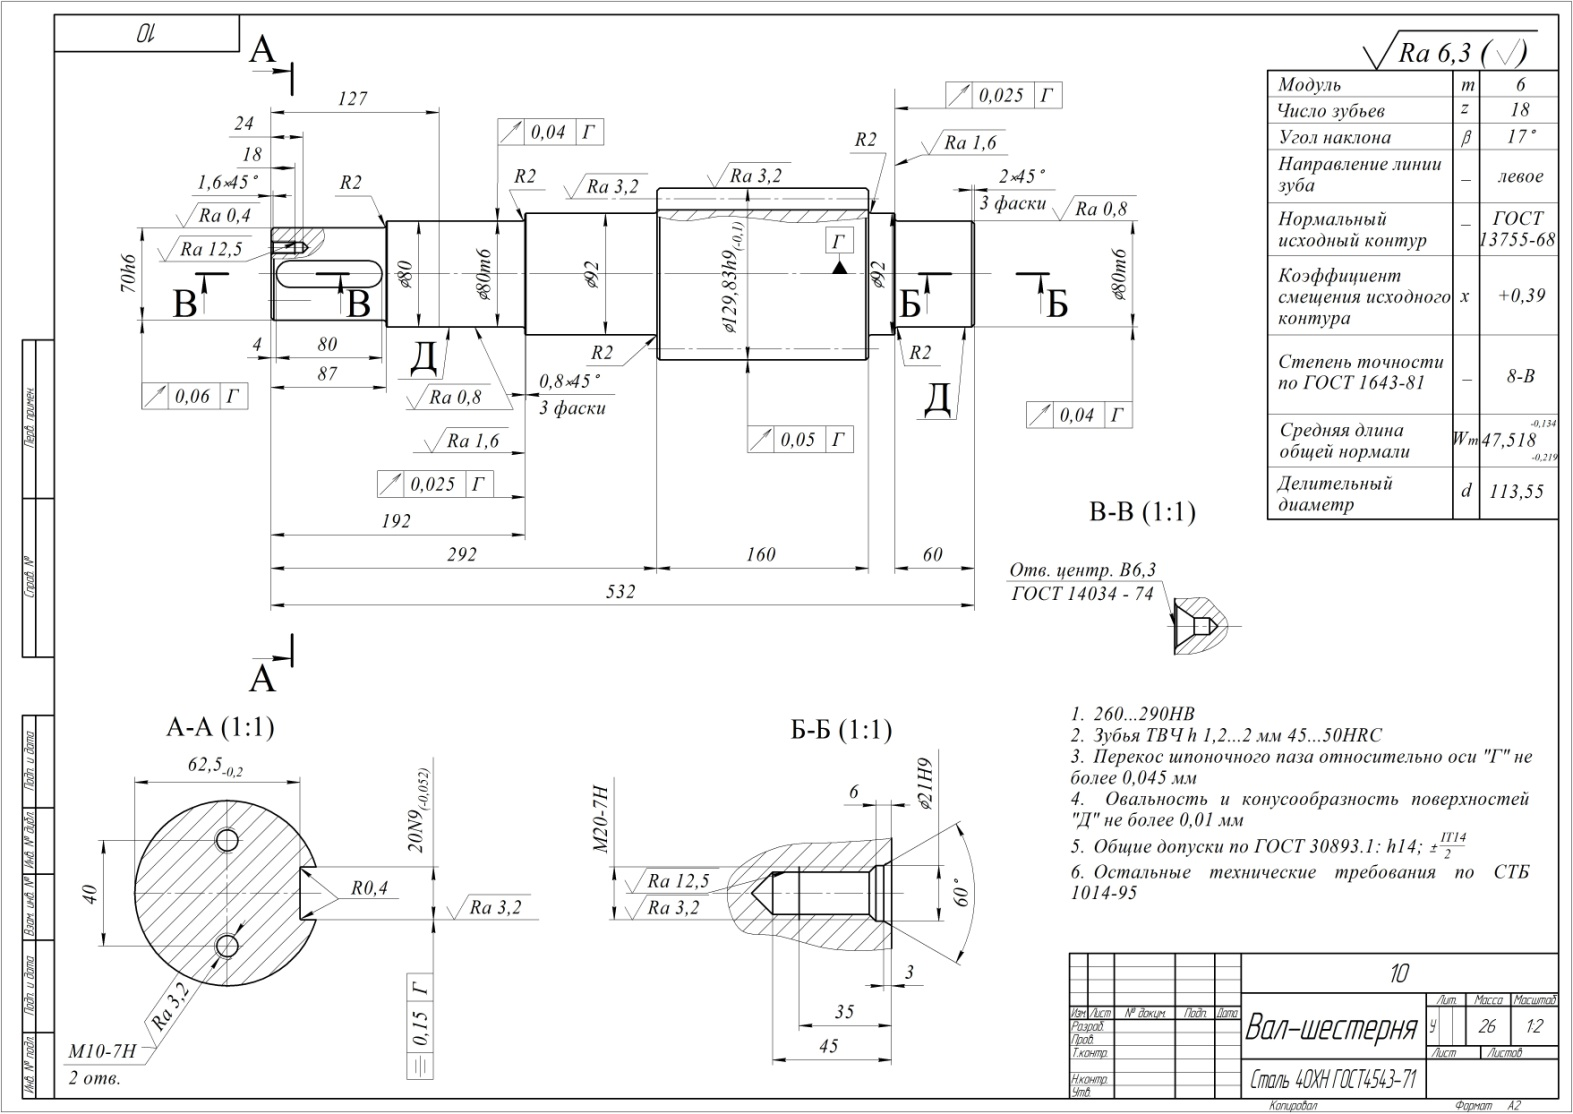 10
Ra 6,3 ( )
Модуль m 6
Число зубьев z 18
Угол наклона β 17°
Направление линии
зуба – левое
Нормальный
исходный контур – ГОСТ
13755-68
Коэффициент
смещения исходного
контура x +0,39
Степень точности
по ГОСТ 1643-81 – 8-В
Средняя длина
общей нормали Wm 47,518 -0,134
-0,219
Делительный
диаметр d 113,55
А
127
24
18
1,6×45°
Ra 0,4
Ra 12,5
R2
0,04 Г
R2
Ra 3,2
Ra 3,2
R2
0,025 Г
Ra 1,6
2×45°
3 фаски
Ra 0,8
70h6
⌀80
⌀80m6
⌀92
⌀129,83h9(-0,1)
Г
⌀92
⌀80m6
В
В
Б
Б
4
80
87
0,06 Г
Д
Ra 0,8
Ra 1,6
0,025 Г
0,8×45°
3 фаски
R2
0,05 Г
R2
Д
0,04 Г
192
292
160
60
532
А
В-В (1:1)
Отв. центр. В6,3
ГОСТ 14034 - 74
А-А (1:1)
62,5-0,2
40
20N9(-0,052)
R0,4
Ra 3,2
Ra 3,2
М10-7Н
2 отв.
0,15 Г
Б-Б (1:1)
М20-7Н
6
⌀21Н9
Ra 12,5
Ra 3,2
60°
3
35
45
1. 260...290НВ
2. Зубья ТВЧ h 1,2...2 мм 45...50HRC
3. Перекос шпоночного паза относительно оси "Г" не
более 0,045 мм
4. Овальность и конусообразность поверхностей
"Д" не более 0,01 мм
5. Общие допуски по ГОСТ 30893.1: h14; ± IT14
2
6. Остальные технические требования по СТБ
1014-95
Перв. примен.
Справ. №
Подп. и дата
Инв. № дубл.
Взам. инв. №
Подп. и дата
Инв. № подл.
10
Изм. Лист № докум. Подп. Дата
Разраб.
Пров.
Т.контр.
Н.контр.
Утв.
Вал-шестерня
Лит. Масса Масштаб
у 26 1:2
Лист Листов
Сталь 40ХН ГОСТ4543-71
Копировал Формат А2